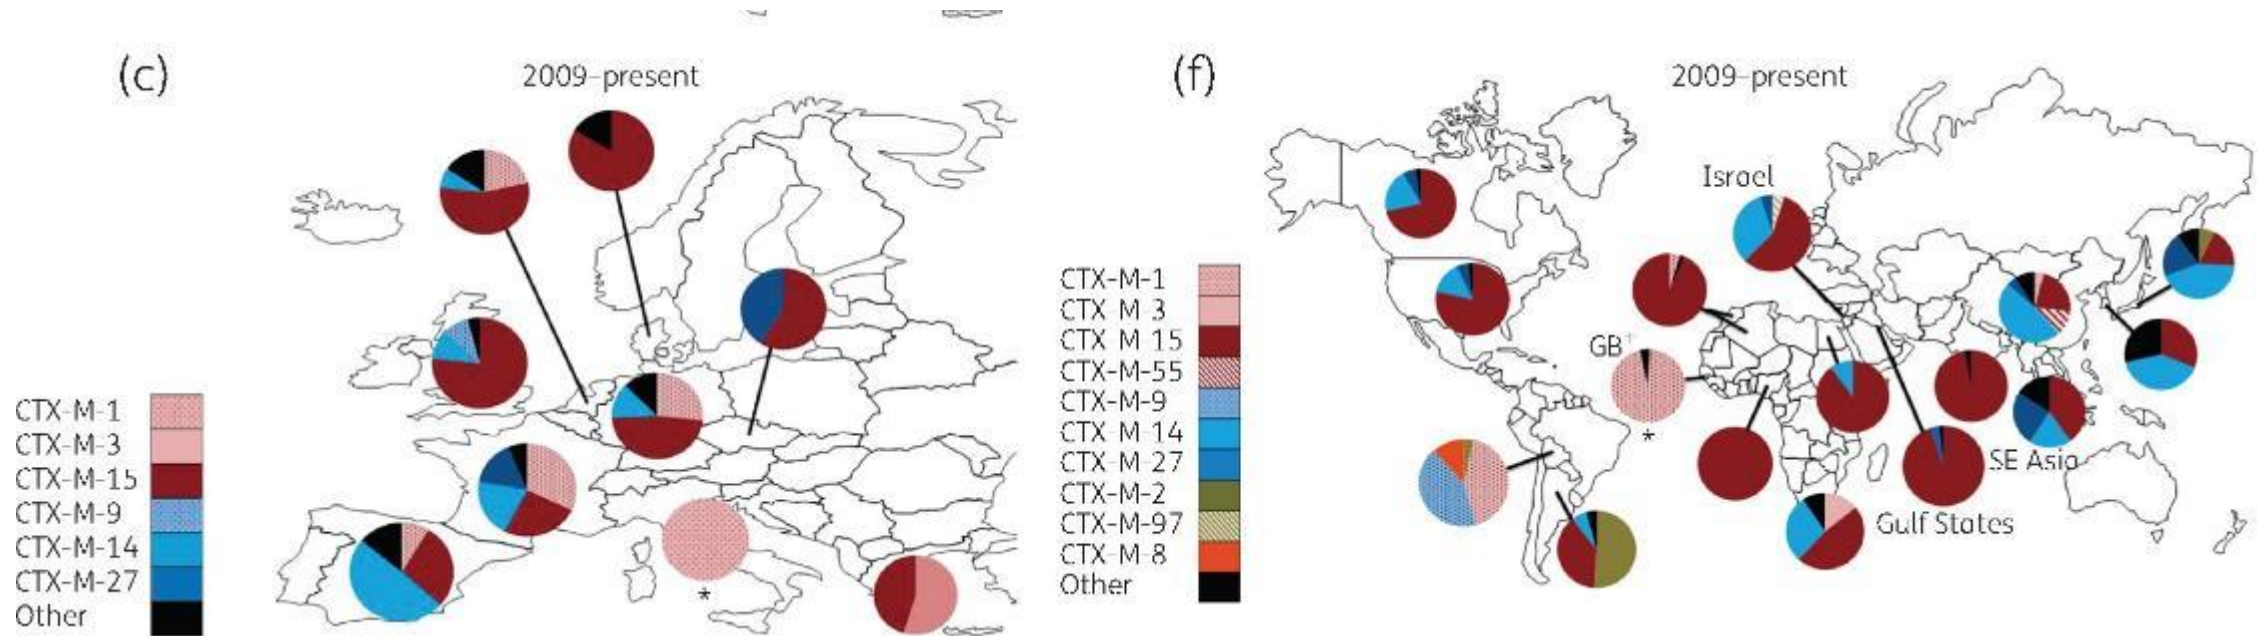 (c)
2009-present
CTX-M-1
CTX-M-3
CTX-M-15
CTX-M-9
CTX-M-14
CTX-M-27
Other
*
(f)
2009-present
Israel
GB+
*
SE Asia
Gulf States
CTX-M-1
CTX M 3
CTX M 15
CTX-M-55
CTX-M-9
CTX M 14
CTX M 27
CTX-M-2
CTX-M-97
CTX-M-8
Other